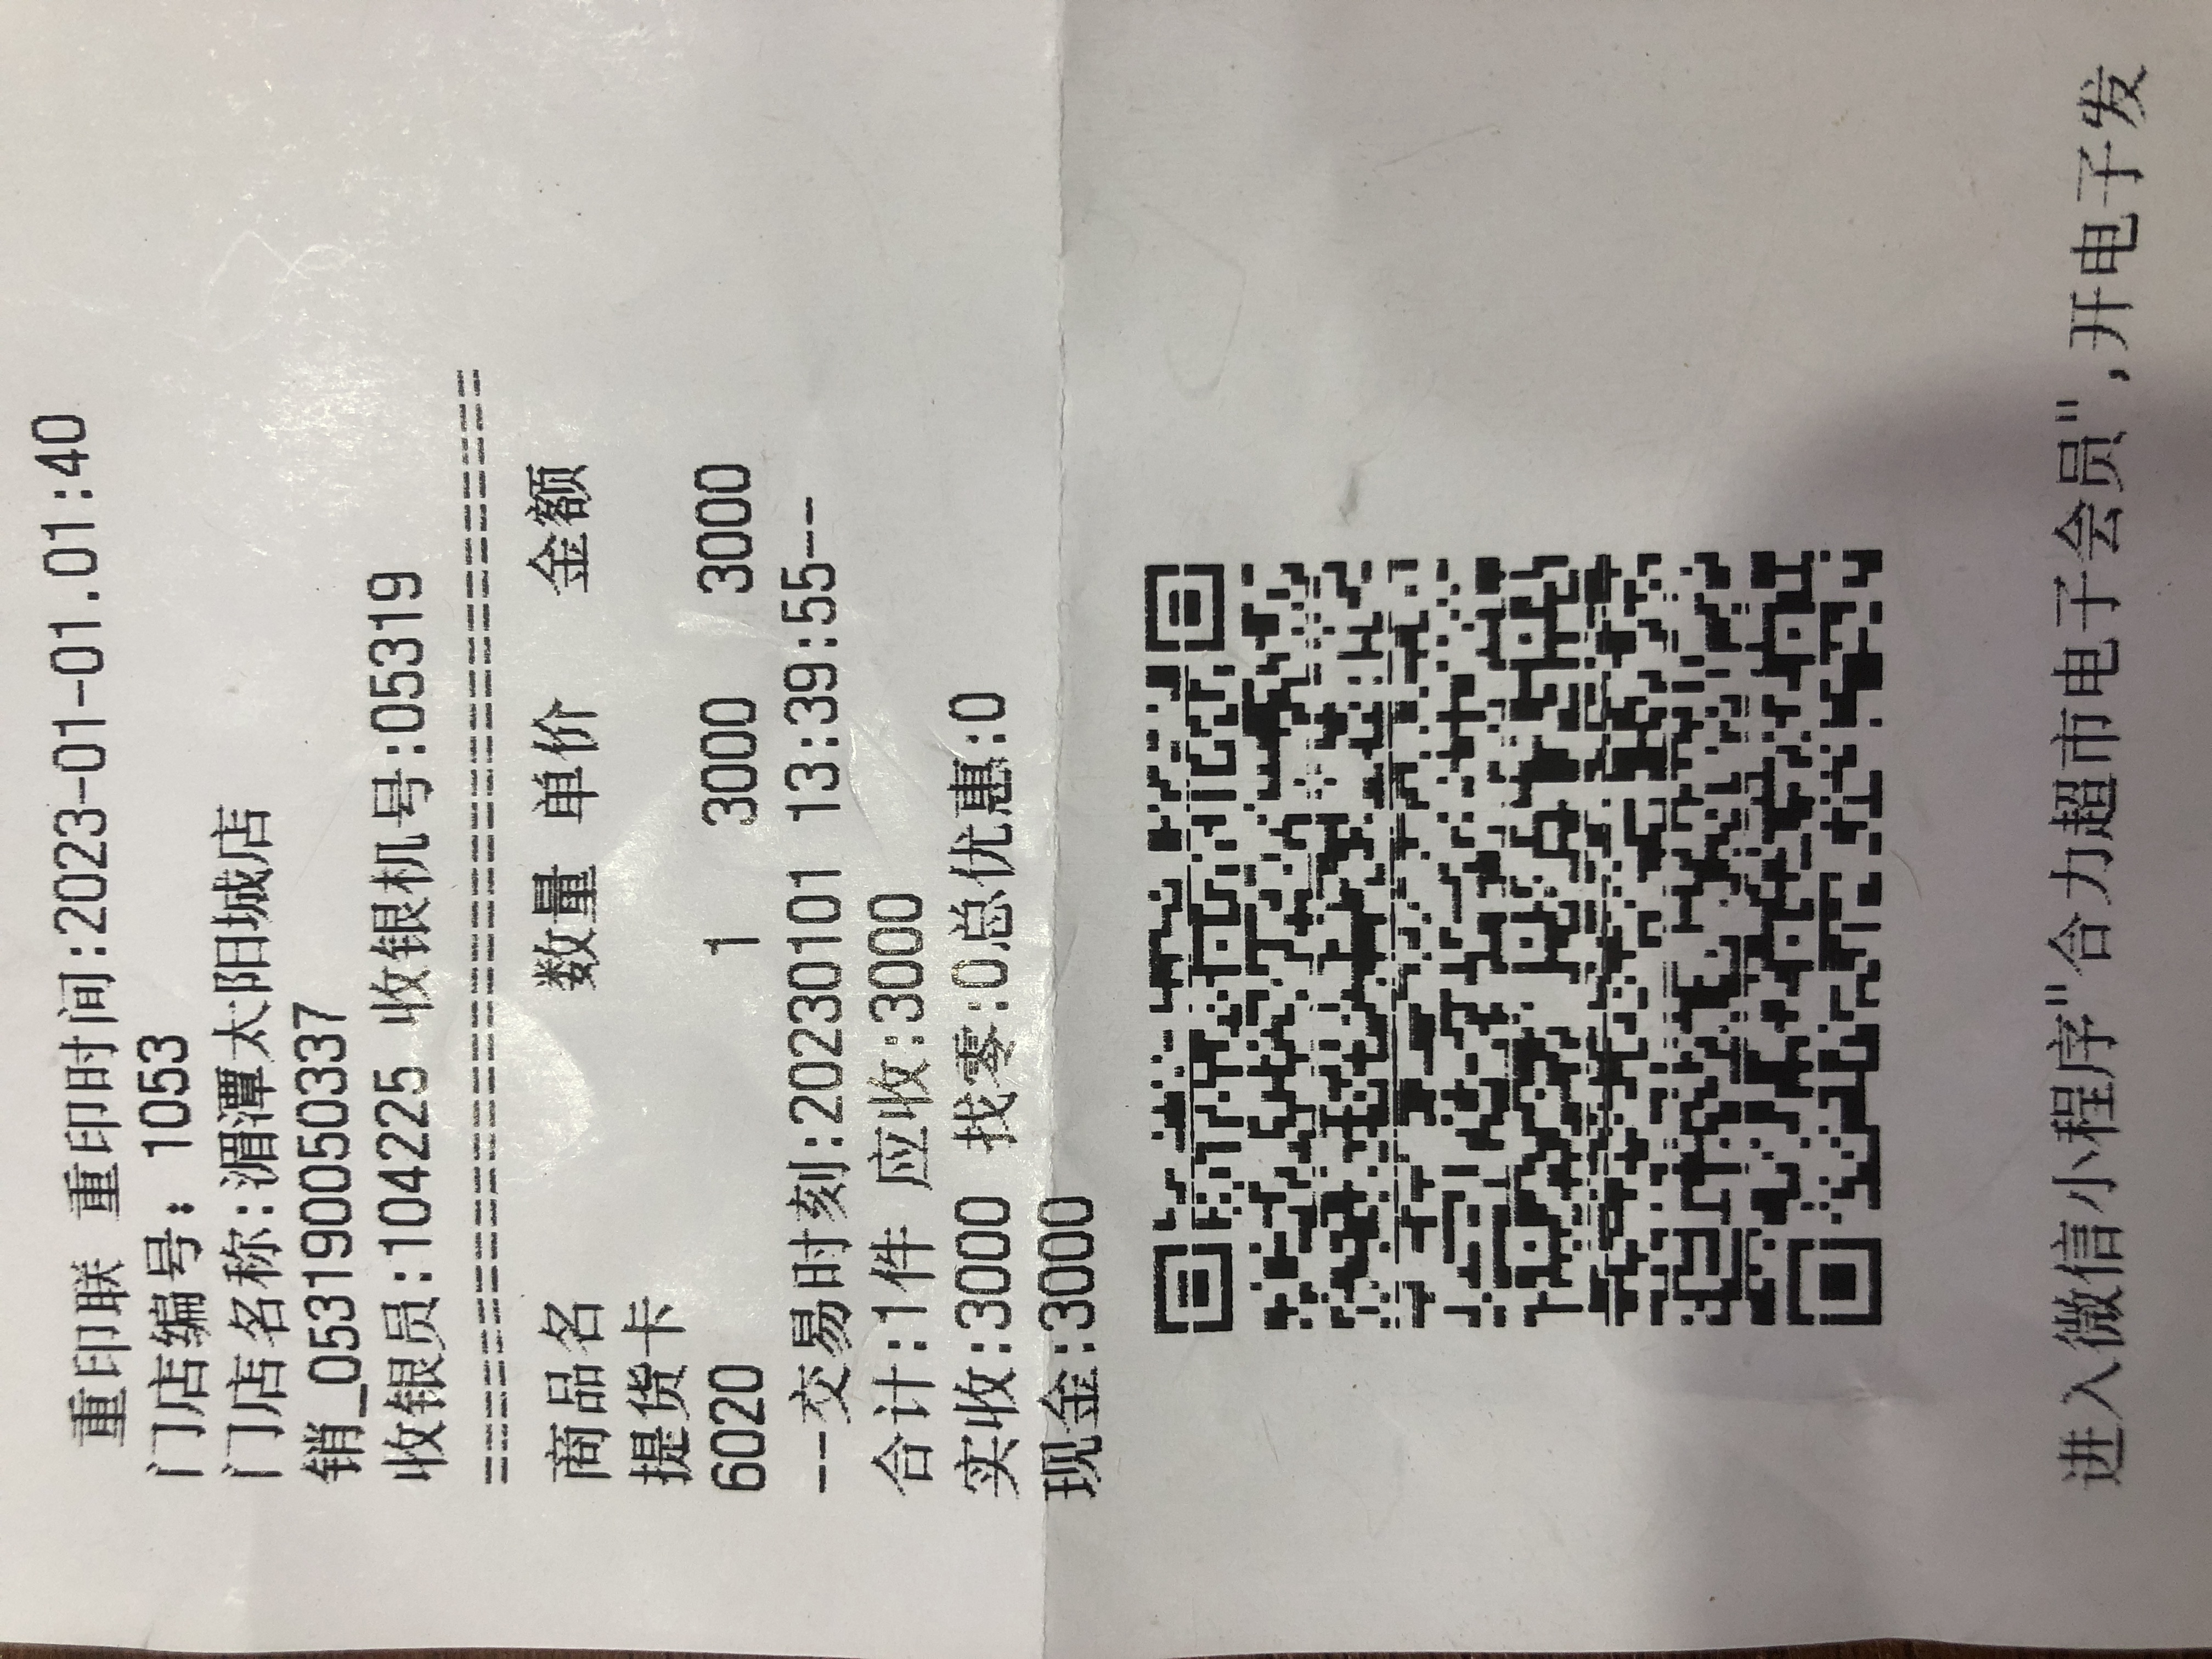 重印联 重印时间:2023-01-01.01:40
门店编号: 1053
门店名称:湄潭太阳城店
销_053190050337
收银员:104225 收银机号:05319
==========================================
商品名 数量 单价 金额
提货卡
6020 1 3000 3000
--交易时刻:20230101 13:39:55--
合计:1件 应收:3000
实收:3000 找零:0总优惠:0
现金:3000
进入微信小程序"合力超市电子会员",开电子发